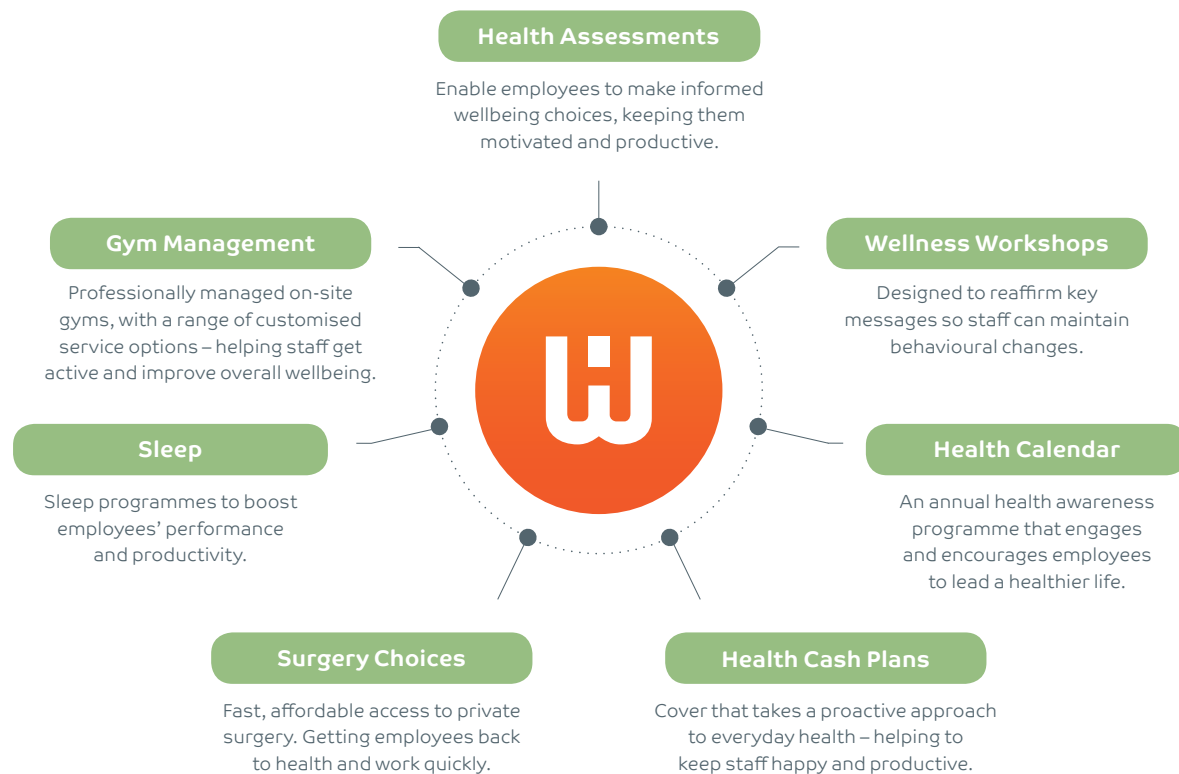 Health Assessments
Enable employees to make informed
wellbeing choices, keeping them
motivated and productive.
Gym Management
Professionally managed on-site
gyms, with a range of customised
service options – helping staff get
active and improve overall wellbeing.
Wellness Workshops
Designed to reaffirm key
messages so staff can maintain
behavioural changes.
Sleep
Sleep programmes to boost
employees’ performance
and productivity.
Health Calendar
An annual health awareness
programme that engages
and encourages employees
to lead a healthier life.
Surgery Choices
Fast, affordable access to private
surgery. Getting employees back
to health and work quickly.
Health Cash Plans
Cover that takes a proactive approach
to everyday health – helping to
keep staff happy and productive.